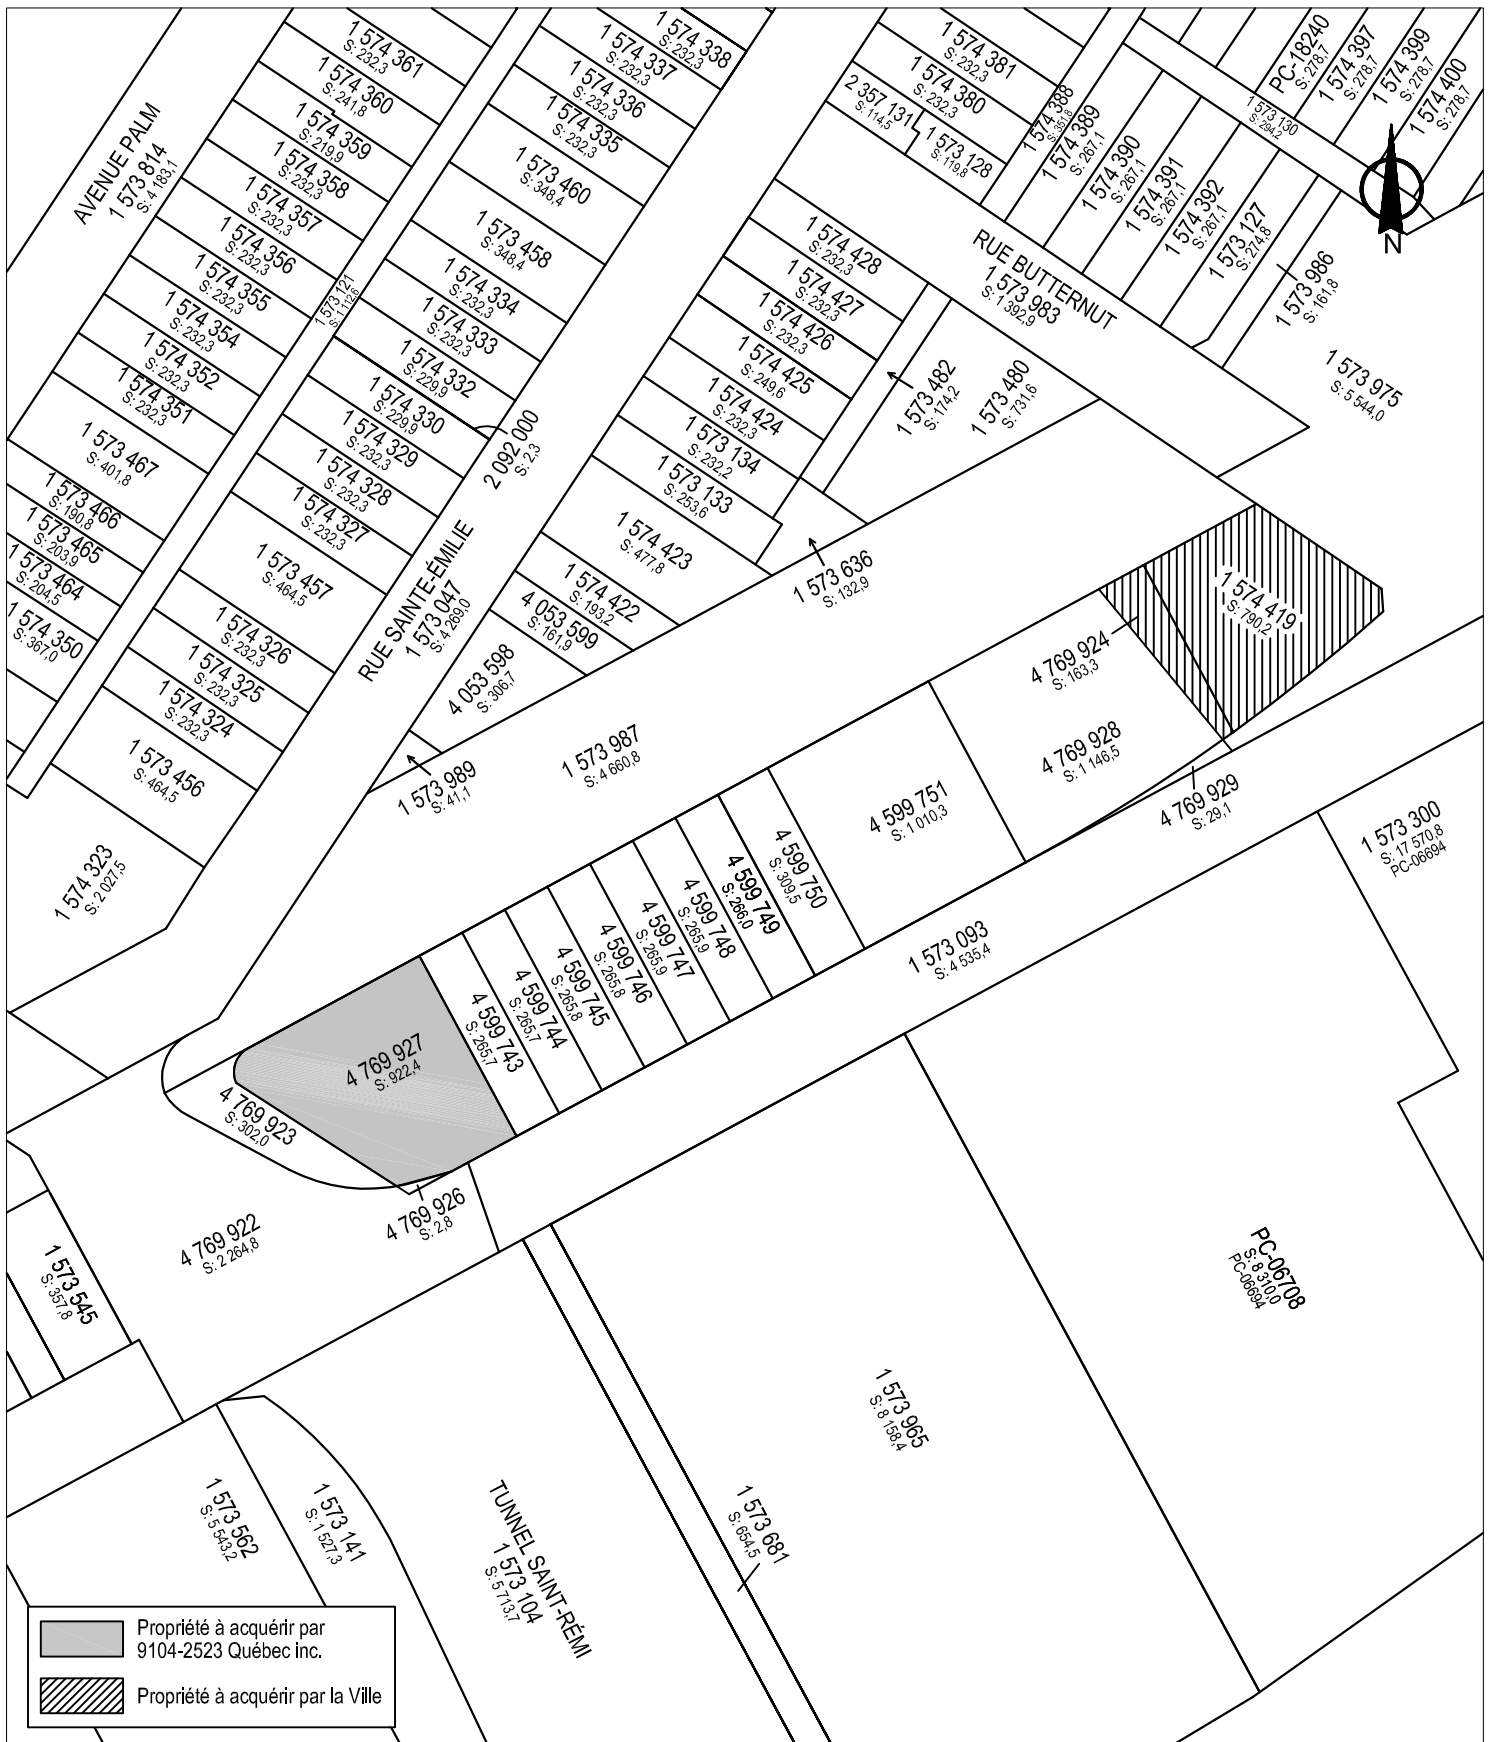 1 574 361
S: 232,3
1 574 360
S: 241,8
1 574 359
S: 219,9
1 574 358
S: 232,3
1 574 357
S: 232,3
1 574 356
S: 232,3
1 574 355
S: 232,3
1 574 354
S: 232,3
1 574 352
S: 232,3
1 574 351
S: 232,3
1 573 467
S: 401,8
1 573 466
S: 190,8
1 573 465
S: 203,9
1 573 464
S: 204,5
1 574 350
S: 367,0
AVENUE PALM
1 573 814
S: 4 183,1
1 574 338
S: 232,3
1 574 337
S: 232,3
1 574 336
S: 232,3
1 574 335
S: 232,3
1 573 460
S: 348,4
1 573 458
S: 348,4
1 574 334
S: 232,3
1 574 333
S: 232,3
1 574 332
S: 229,9
1 574 330
S: 229,9
1 574 329
S: 232,3
1 574 328
S: 232,3
1 574 327
S: 232,3
1 573 457
S: 464,5
1 574 326
S: 232,3
1 574 325
S: 232,3
1 574 324
S: 232,3
1 573 456
S: 464,5
1 574 323
S: 2 027,5
1 573 121
2 092 000
S: 2,3
RUE SAINTE-ÉMILIE
1 573 047
S: 4 269,0
1 574 381
S: 232,3
1 574 380
S: 232,3
2 357 131
S: 114,5
1 573 128
S: 119,8
1 574 388
S: 351,8
1 574 389
S: 267,1
1 574 390
S: 267,1
1 574 391
S: 267,1
1 574 392
S: 267,1
1 573 127
S: 274,8
1 573 986
S: 161,8
PC-18240
S: 278,7
1 574 397
S: 278,7
1 574 399
S: 278,7
1 574 400
S: 278,7
1 573 130
S: 294,2
N
1 573 975
S: 5 544,0
RUE BUTTERNUT
1 573 983
S: 1 392,9
1 574 428
S: 232,3
1 574 427
S: 232,3
1 574 426
S: 232,3
1 574 425
S: 249,6
1 574 424
S: 232,3
1 573 134
S: 232,2
1 573 133
S: 253,6
1 574 423
S: 477,8
1 574 422
S: 193,2
4 053 599
S: 161,9
4 053 598
S: 306,7
1 573 482
S: 174,2
1 573 480
S: 731,6
1 573 636
S: 132,9
1 573 989
S: 41,1
1 573 987
S: 4 660,8
1 574 419
S: 790,2
4 769 924
S: 163,3
4 769 928
S: 1 146,5
4 769 929
S: 29,1
4 599 751
S: 1 010,3
4 599 750
S: 309,5
4 599 749
S: 266,0
4 599 748
S: 265,9
4 599 747
S: 265,9
4 599 746
S: 265,8
4 599 745
S: 265,8
4 599 744
S: 265,7
4 599 743
S: 265,7
4 769 927
S: 922,4
4 769 923
S: 302,0
4 769 926
S: 2,8
4 769 922
S: 2 264,8
1 573 545
S: 357,8
1 573 093
S: 4 535,4
1 573 300
S: 17 570,8
PC-06694
PC-06708
S: 8 310,0
PC-06694
1 573 965
S: 8 158,4
1 573 681
S: 654,5
TUNNEL SAINT-RÉMI
1 573 104
S: 5 713,7
1 573 141
S: 1 527,3
1 573 562
S: 5 543,2
Propriété à acquérir par
9104-2523 Québec inc.
Propriété à acquérir par la Ville